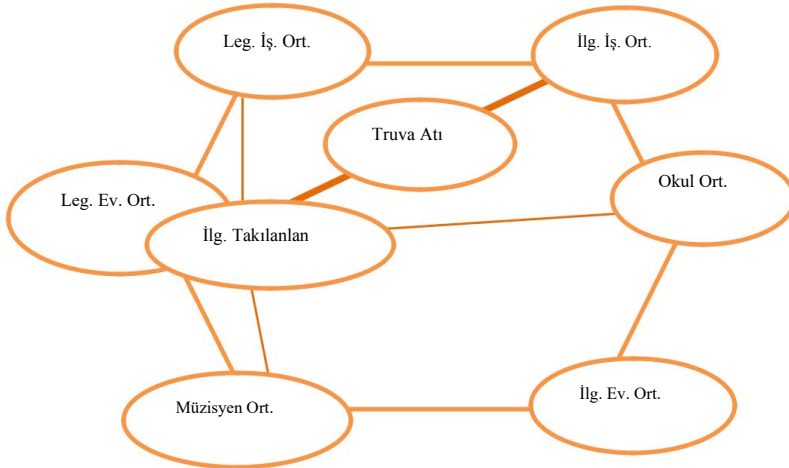 Leg. İş. Ort.
İlg. İş. Ort.
Truva Atı
Okul Ort.
Leg. Ev. Ort.
İlg. Takılanlan
İlg. Ev. Ort.
Müzisyen Ort.